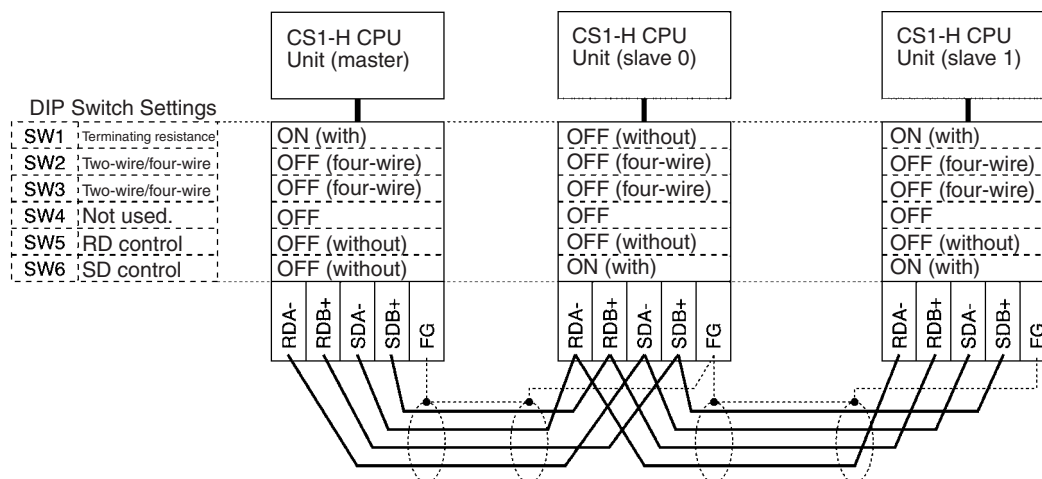 CS1-H CPU
Unit (master)
CS1-H CPU
Unit (slave 0)
CS1-H CPU
Unit (slave 1)
DIP Switch Settings
SW1 Terminating resistance ON (with) OFF (without) ON (with)
SW2 Two-wire/four-wire OFF (four-wire) OFF (four-wire) OFF (four-wire)
SW3 Two-wire/four-wire OFF (four-wire) OFF (four-wire) OFF (four-wire)
SW4 Not used. OFF OFF OFF
SW5 RD control OFF (without) OFF (without) OFF (without)
SW6 SD control OFF (without) ON (with) ON (with)
RDA- RDB+ SDA- SDB+ FG RDA- RDB+ SDA- SDB+ FG RDA- RDB+ SDA- SDB+ FG